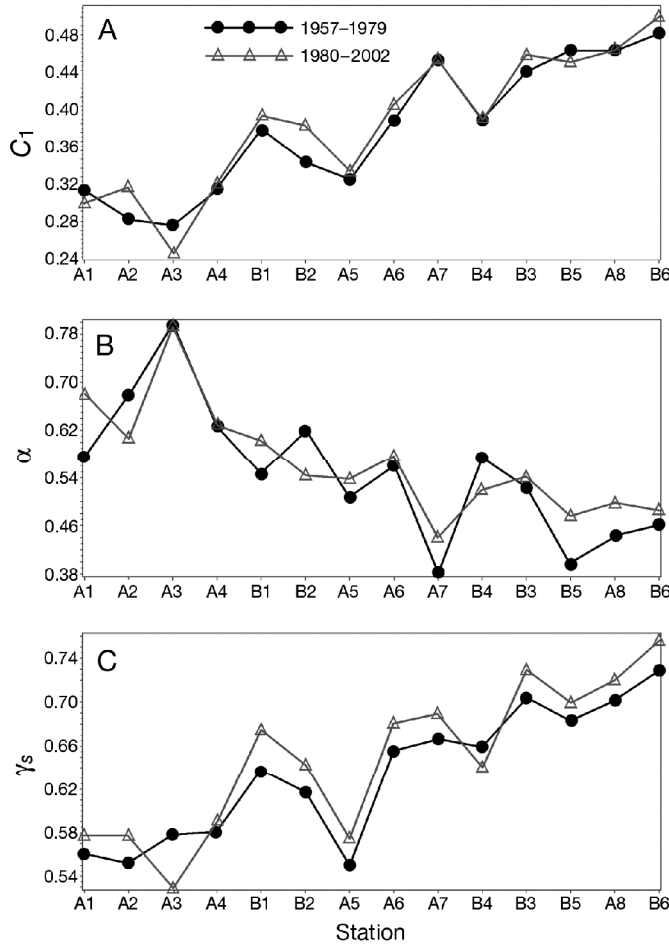 A
1957–1979
1980–2002
0.48
0.44
0.40
0.36
0.32
0.28
0.24
C1
A1 A2 A3 A4 B1 B2 A5 A6 A7 B4 B3 B5 A8 B6
B
0.78
0.70
0.62
0.54
0.46
0.38
α
A1 A2 A3 A4 B1 B2 A5 A6 A7 B4 B3 B5 A8 B6
C
0.74
0.70
0.66
0.62
0.58
0.54
γs
A1 A2 A3 A4 B1 B2 A5 A6 A7 B4 B3 B5 A8 B6
Station